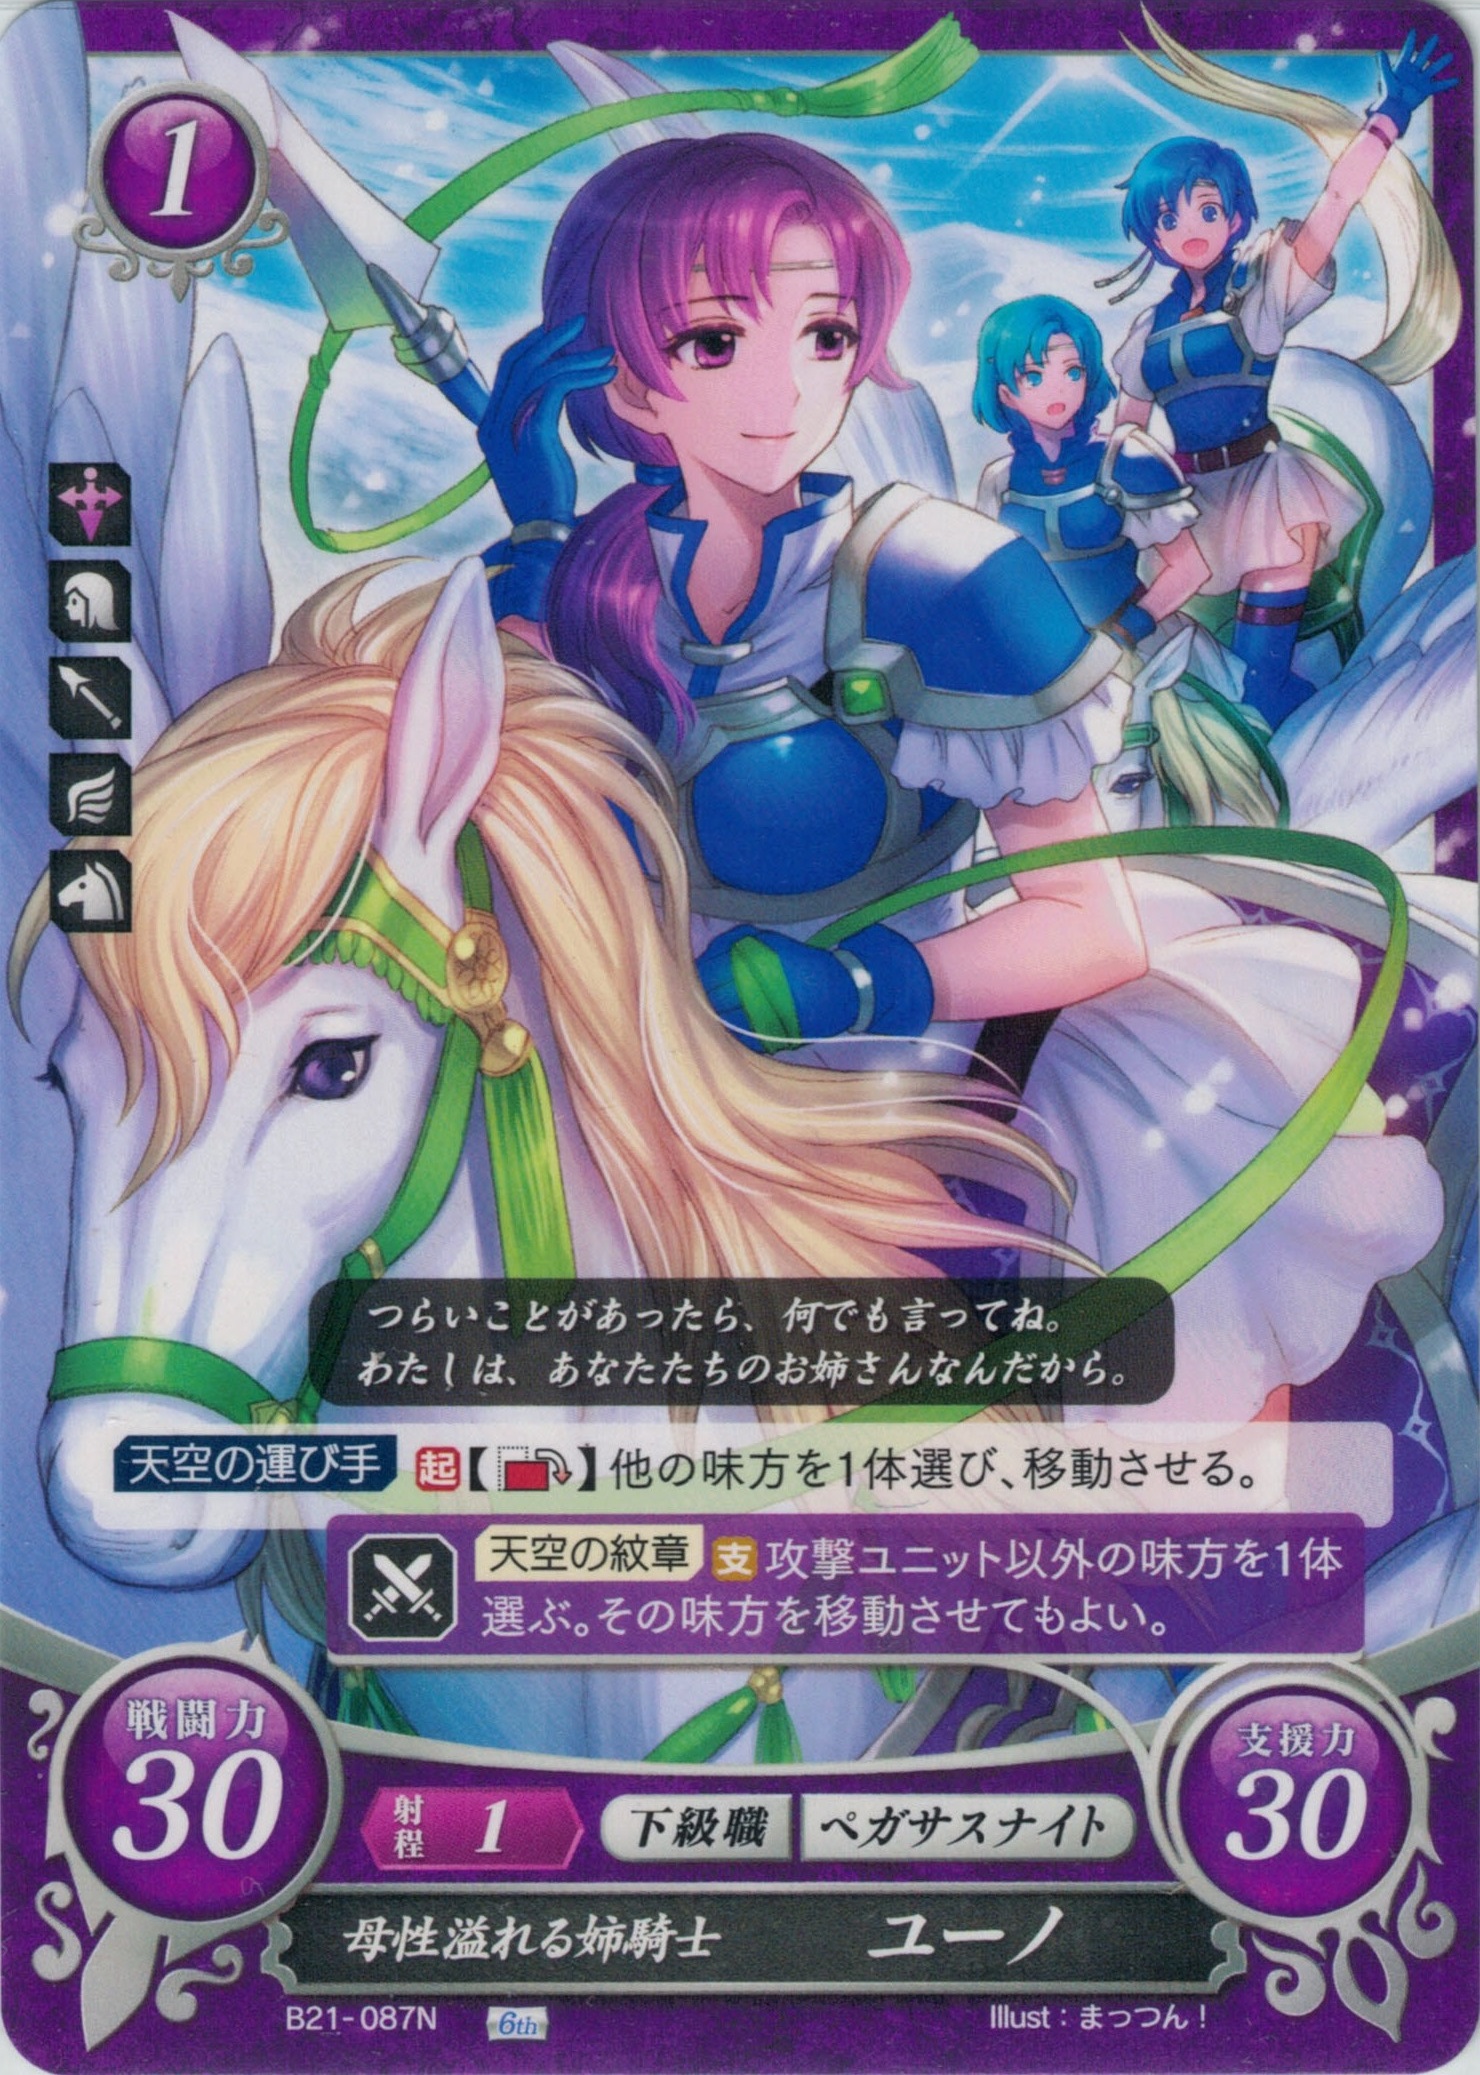 1
つらいことがあったら、何でも言ってね。
わたしは、あなたたちのお姉さんなんだから。
天空の運び手 起【 】他の味方を1体選び、移動させる。
天空の紋章 支 攻撃ユニット以外の味方を1体
選ぶ。その味方を移動させてもよい。
戦闘力
30
射程 1
下級職 ペガサスナイト
支援力
30
母性溢れる姉騎士 ユーノ
B21-087N 6th Illust：まっつん！